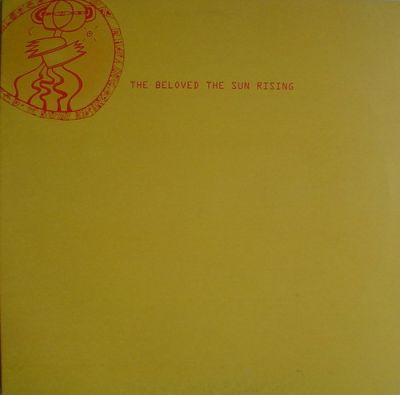 THE BELOVED THE SUN RISING